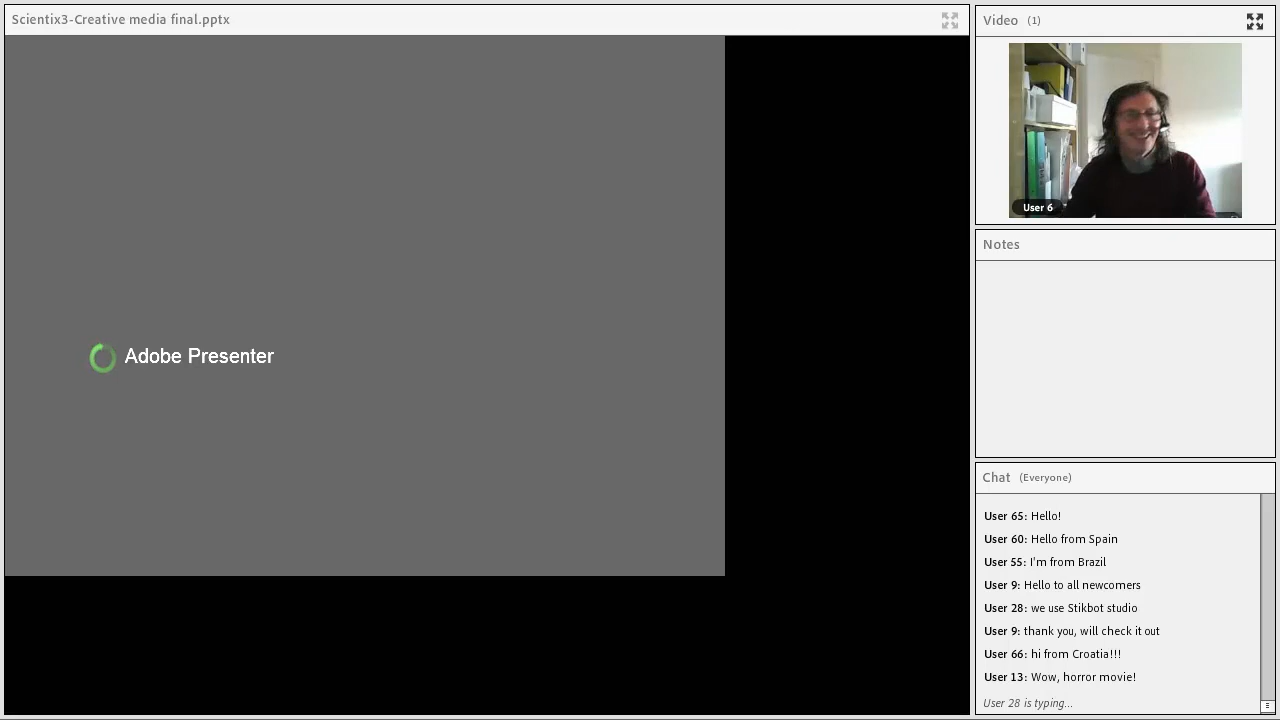 Scientix3-Creative media final.pptx
Adobe Presenter
Video (1)
User 6
Notes
Chat (Everyone)
User 65: Hello!
User 60: Hello from Spain
User 55: I'm from Brazil
User 9: Hello to all newcomers
User 28: we use Stikbot studio
User 9: thank you, will check it out
User 66: hi from Croatia!!!
User 13: Wow, horror movie!
User 28 is typing...